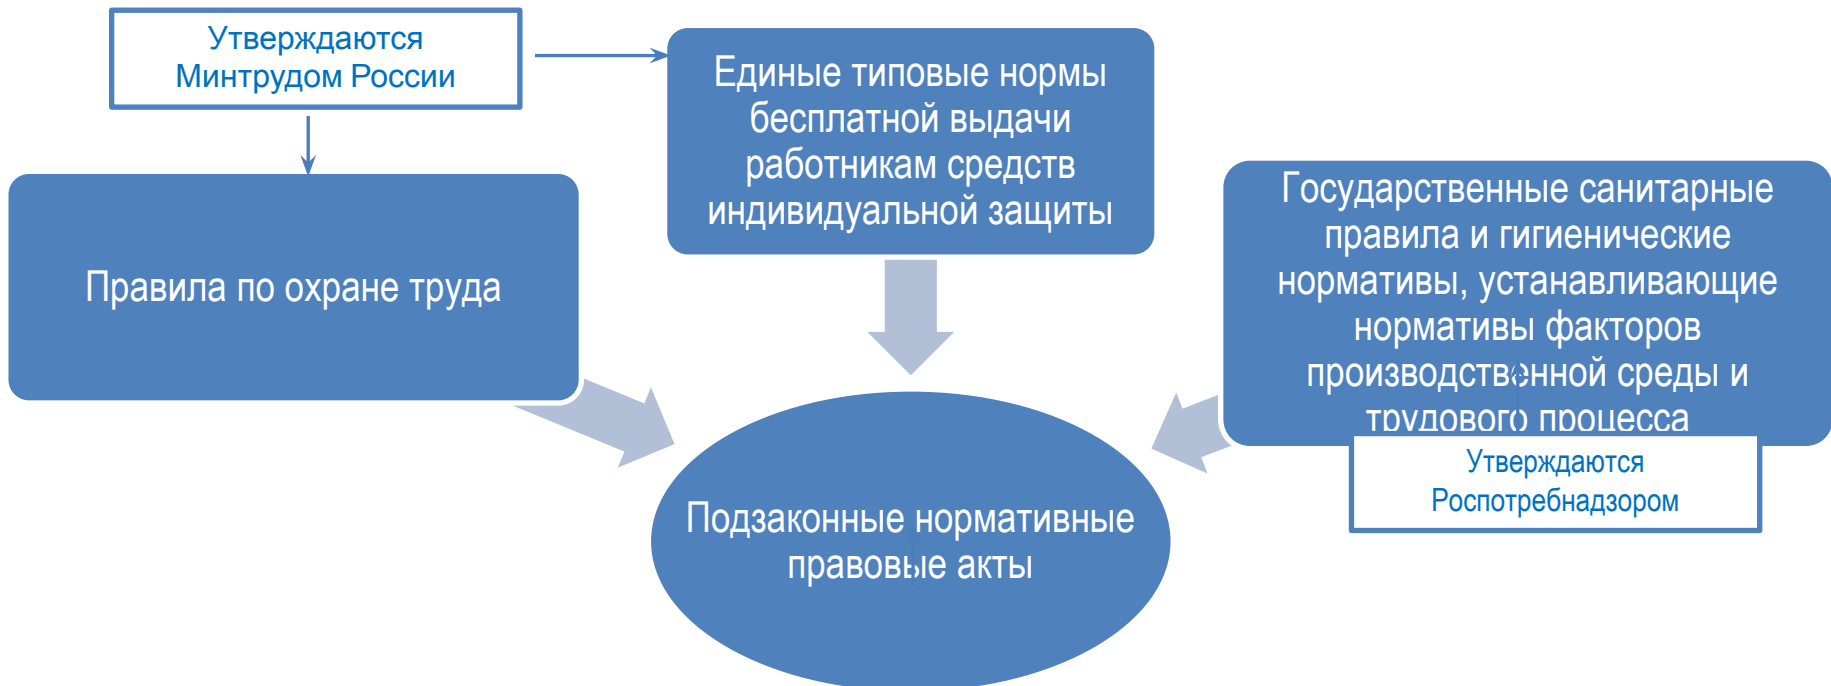 Утверждаются
Минтрудом России
Единые типовые нормы
бесплатной выдачи
работникам средств
индивидуальной защиты
Правила по охране труда
Государственные санитарные
правила и гигиенические
нормативы, устанавливающие
нормативы факторов
производственной среды и
трудового процесса
Утверждаются
Роспотребнадзором
Подзаконные нормативные
правовые акты